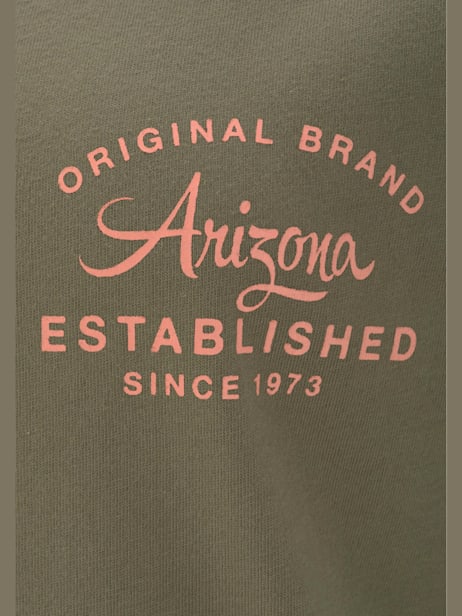 ORIGINAL BRAND
Arizona
ESTABLISHED
SINCE 1973